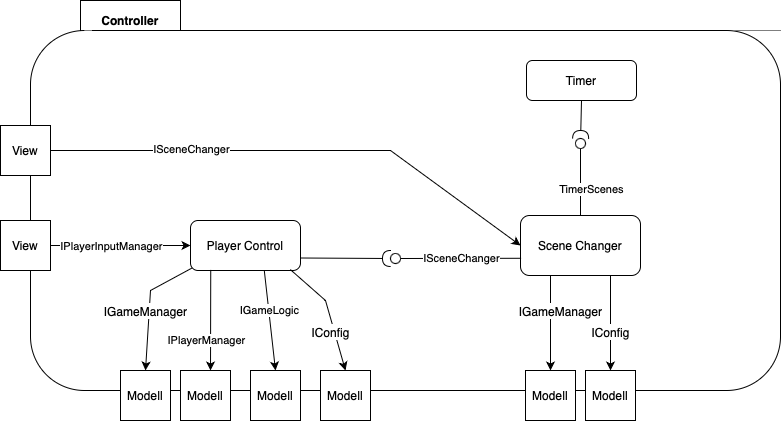 Controller
Timer
View
ISceneChanger
TimerScenes
View
IPlayerInputManager
Player Control
ISceneChanger
Scene Changer
IGameManager
IPlayerManager
IGameLogic
IConfig
IGameManager
IConfig
Modell
Modell
Modell
Modell
Modell
Modell